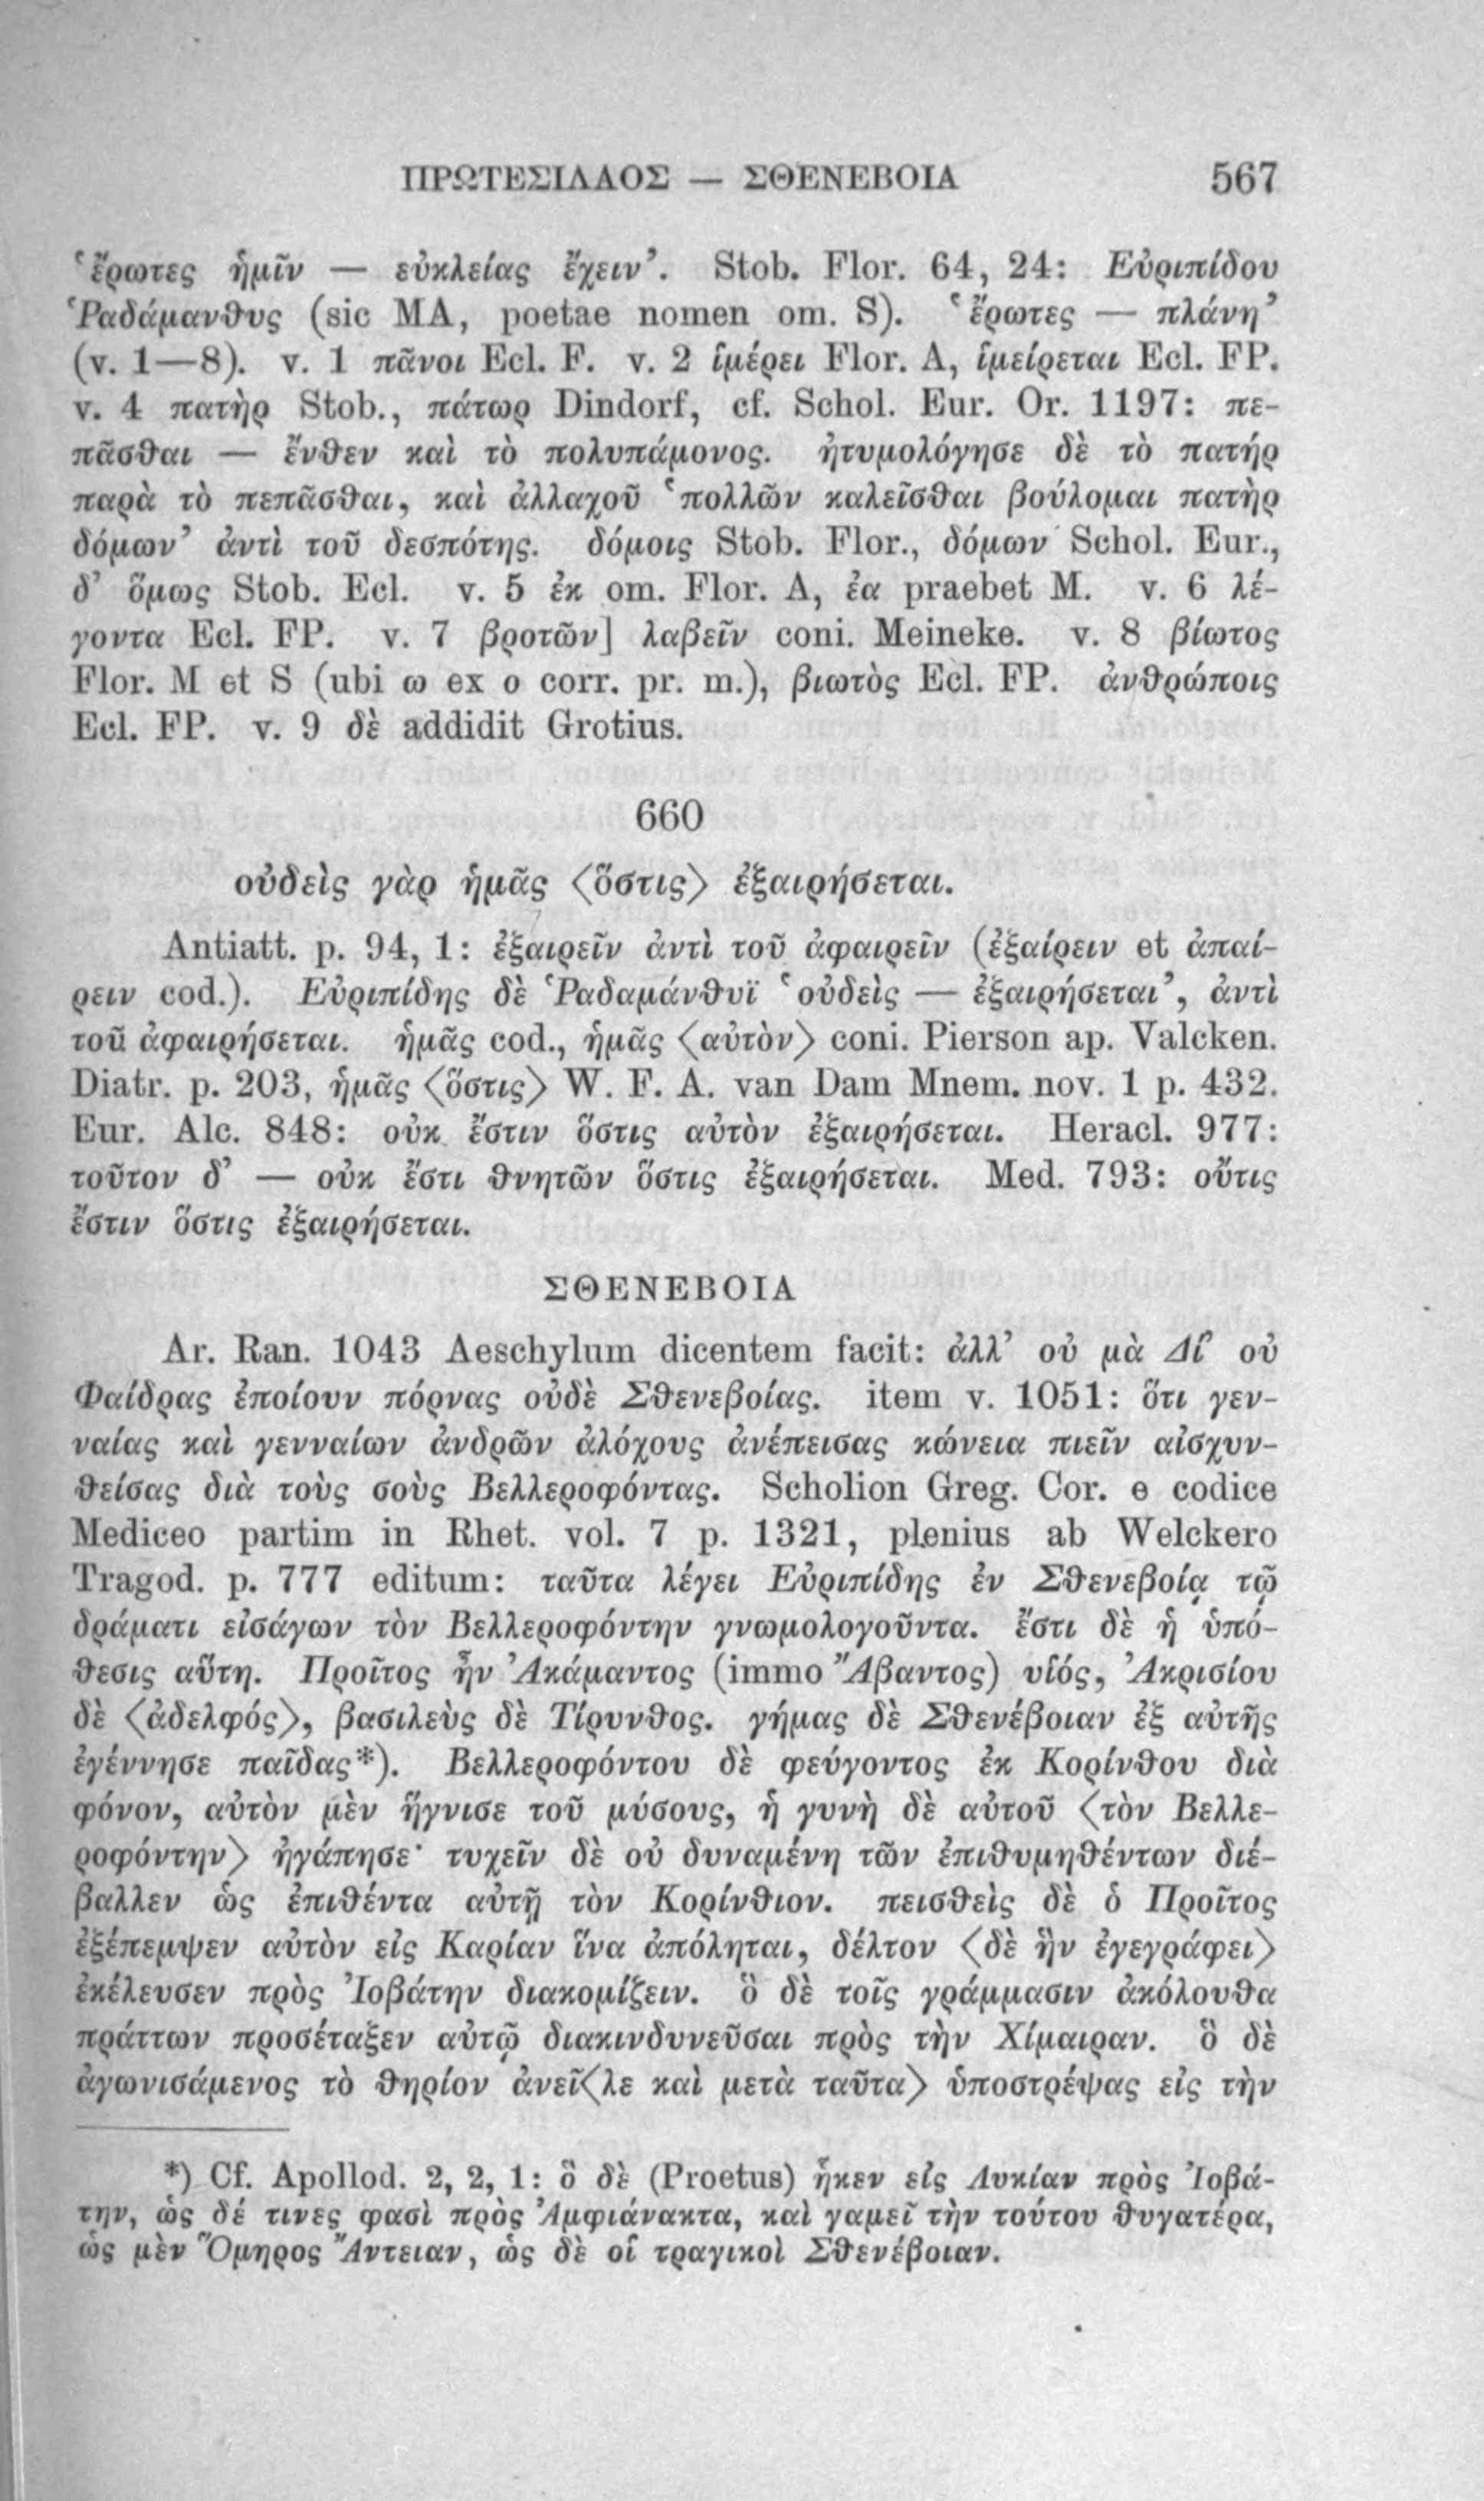 ΠΡΩΤΕΣΙΛΑΟΣ — ΣΘΕΝΕΒΟΙΑ 567
‘ἔρωτες ἡμῖν — εὐκλείας ἔχειν’. Stob. Flor. 64, 24: Εὐριπίδου
Ῥαδάμανθυς (sic MA, poetae nomen om. S). ‘ἔρωτες — πλάνη’
(v. 1—8). v. 1 πᾶνοι Ecl. F. v. 2 ἱμέρει Flor. A, ἱμείρεται Ecl. FP.
v. 4 πατὴρ Stob., πάτωρ Dindorf, cf. Schol. Eur. Or. 1197: πε-
πᾶσθαι — ἔνθεν καὶ τὸ πολυπάμονος. ἠτυμολόγησε δὲ τὸ πατήρ
παρὰ τὸ πεπᾶσθαι, καὶ ἀλλαχοῦ ‘πολλῶν καλεῖσθαι βούλομαι πατὴρ
δόμων’ ἀντὶ τοῦ δεσπότης. δόμοις Stob. Flor., δόμων Schol. Eur.,
δ’ ὅμως Stob. Ecl. v. 5 ἐκ om. Flor. A, ἐα praebet M. v. 6 λέ-
γοντα Ecl. FP. v. 7 βροτῶν] λαβεῖν coni. Meineke. v. 8 βίωτος
Flor. M et S (ubi ω ex ο corr. pr. m.), βιωτὸς Ecl. FP. ἀνθρώποις
Ecl. FP. v. 9 δὲ addidit Grotius.
660
οὐδεὶς γὰρ ἡμᾶς ⟨ὅστις⟩ ἐξαιρήσεται.
Antiatt. p. 94, 1: ἐξαιρεῖν ἀντὶ τοῦ ἀφαιρεῖν (ἐξαίρειν et ἀπαί-
ρειν cod.). Εὐριπίδης δὲ Ῥαδαμάνθυϊ ‘οὐδεὶς — ἐξαιρήσεται’, ἀντὶ
τοῦ ἀφαιρήσεται. ἡμᾶς cod., ἡμᾶς ⟨αὐτὸν⟩ coni. Pierson ap. Valcken.
Diatr. p. 203, ἡμᾶς ⟨ὅστις⟩ W. F. A. van Dam Mnem. nov. 1 p. 432.
Eur. Alc. 848: οὐκ ἔστιν ὅστις αὐτὸν ἐξαιρήσεται. Heracl. 977:
τοῦτον δ’ — οὐκ ἔστι θνητῶν ὅστις ἐξαιρήσεται. Med. 793: οὔτις
ἔστιν ὅστις ἐξαιρήσεται.
ΣΘΕΝΕΒΟΙΑ
Ar. Ran. 1043 Aeschylum dicentem facit: ἀλλ’ οὐ μὰ Δί’ οὐ
Φαίδρας ἐποίουν πόρνας οὐδὲ Σθενεβοίας. item v. 1051: ὅτι γεν-
ναίας καὶ γενναίων ἀνδρῶν ἀλόχους ἀνέπεισας κώνεια πιεῖν αἰσχυν-
θείσας διὰ τοὺς σοὺς Βελλεροφόντας. Scholion Greg. Cor. e codice
Mediceo partim in Rhet. vol. 7 p. 1321, plenius ab Welckero
Tragod. p. 777 editum: ταῦτα λέγει Εὐριπίδης ἐν Σθενεβοίᾳ τῷ
δράματι εἰσάγων τὸν Βελλεροφόντην γνωμολογοῦντα. ἔστι δὲ ἡ ὑπό-
θεσις αὕτη. Προῖτος ἦν Ἀκάμαντος (immo Ἄβαντος) υἱός, Ἀκρισίου
δὲ ⟨ἀδελφός⟩, βασιλεὺς δὲ Τίρυνθος. γήμας δὲ Σθενέβοιαν ἐξ αὐτῆς
ἐγέννησε παῖδας*). Βελλεροφόντου δὲ φεύγοντος ἐκ Κορίνθου διὰ
φόνον, αὐτὸν μὲν ἥγνισε τοῦ μύσους, ἡ γυνὴ δὲ αὐτοῦ ⟨τὸν Βελλε-
ροφόντην⟩ ἠγάπησε· τυχεῖν δὲ οὐ δυναμένη τῶν ἐπιθυμηθέντων διέ-
βαλλεν ὡς ἐπιθέντα αὐτῇ τὸν Κορίνθιον. πεισθεὶς δὲ ὁ Προῖτος
ἐξέπεμψεν αὐτὸν εἰς Καρίαν ἵνα ἀπόληται, δέλτον ⟨δὲ ἣν ἐγεγράφει⟩
ἐκέλευσεν πρὸς Ἰοβάτην διακομίζειν. ὃ δὲ τοῖς γράμμασιν ἀκόλουθα
πράττων προσέταξεν αὐτῷ διακινδυνεῦσαι πρὸς τὴν Χίμαιραν. ὃ δὲ
ἀγωνισάμενος τὸ θηρίον ἀνεῖ⟨λε καὶ μετὰ ταῦτα⟩ ὑποστρέψας εἰς τὴν
*) Cf. Apollod. 2, 2, 1: ὃ δὲ (Proetus) ἧκεν εἰς Λυκίαν πρὸς Ἰοβά-
την, ὡς δέ τινες φασὶ πρὸς Ἀμφιάνακτα, καὶ γαμεῖ τὴν τούτου θυγατέρα,
ὡς μὲν Ὅμηρος Ἄντειαν, ὡς δὲ οἱ τραγικοὶ Σθενέβοιαν.